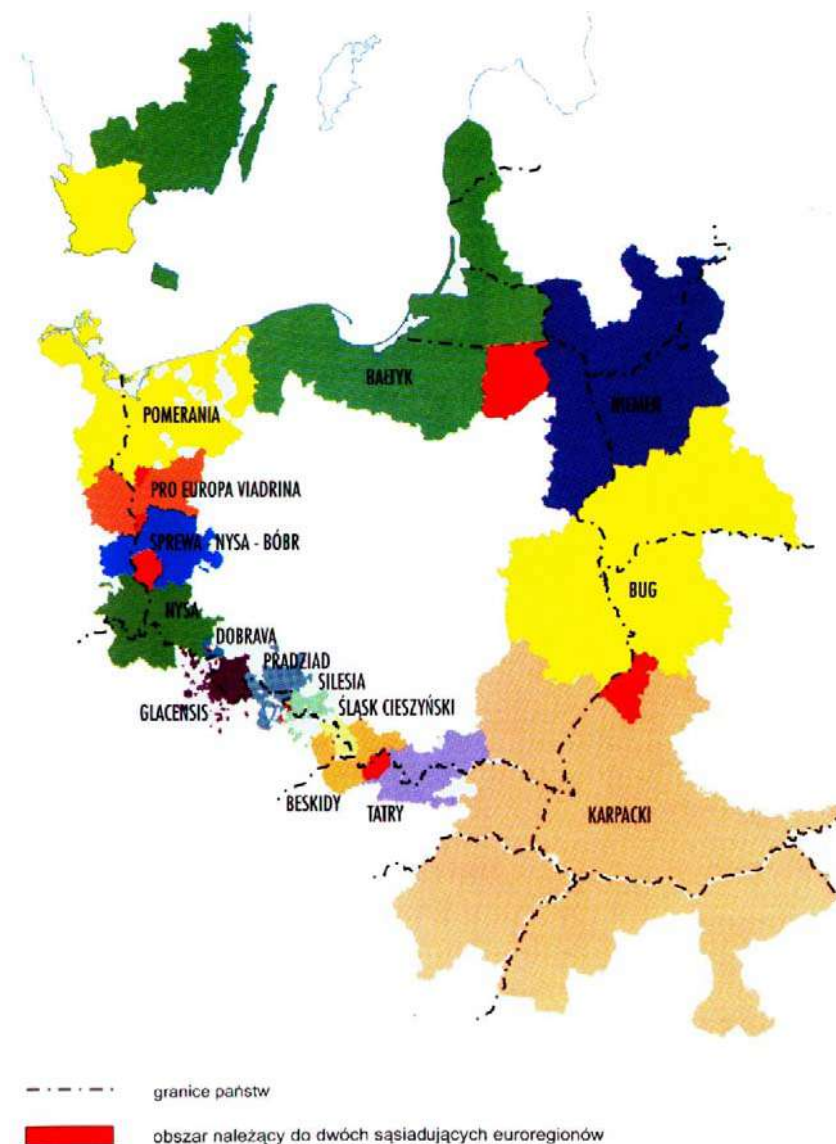 BAŁTYK
NIEMEN
POMERANIA
PRO EUROPA VIADRINA
SPREWA - NYSA - BÓBR
BUG
NYSA
DOBRAVA
PRADZIAD
SILESIA
GLACENSIS
ŚLĄSK CIESZYŃSKI
BESKIDY
TATRY
KARPACKI
granice państw
obszar należący do dwóch sąsiadujących euroregionów